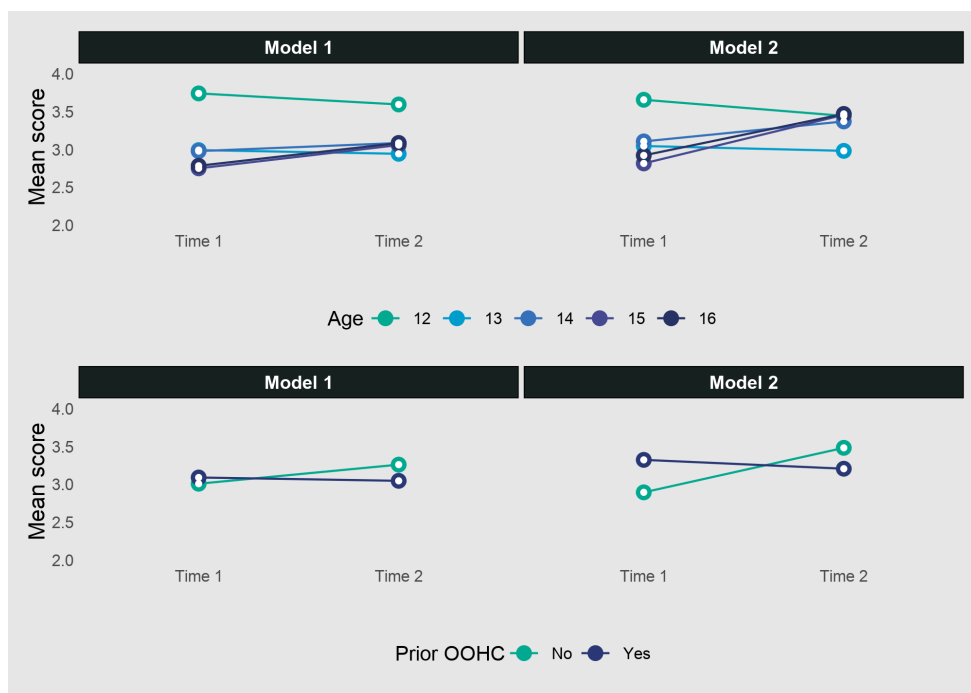 Model 1 Model 2
Mean score
4.0
3.5
3.0
2.5
2.0
Time 1 Time 2 Time 1 Time 2
Age 12 13 14 15 16
Model 1 Model 2
Mean score
4.0
3.5
3.0
2.5
2.0
Time 1 Time 2 Time 1 Time 2
Prior OOHC No Yes